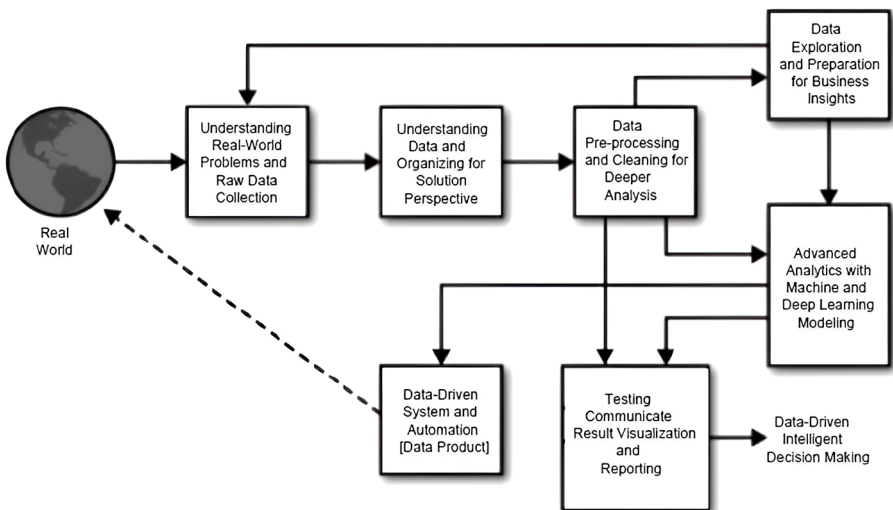 Real
World
Understanding
Real-World
Problems and
Raw Data
Collection
Understanding
Data and
Organizing for
Solution
Perspective
Data
Pre-processing
and Cleaning for
Deeper
Analysis
Data
Exploration
and Preparation
for Business
Insights
Advanced
Analytics with
Machine and
Deep Learning
Modeling
Data-Driven
System and
Automation
[Data Product]
Testing
Communicate
Result Visualization
and
Reporting
Data-Driven
Intelligent
Decision Making